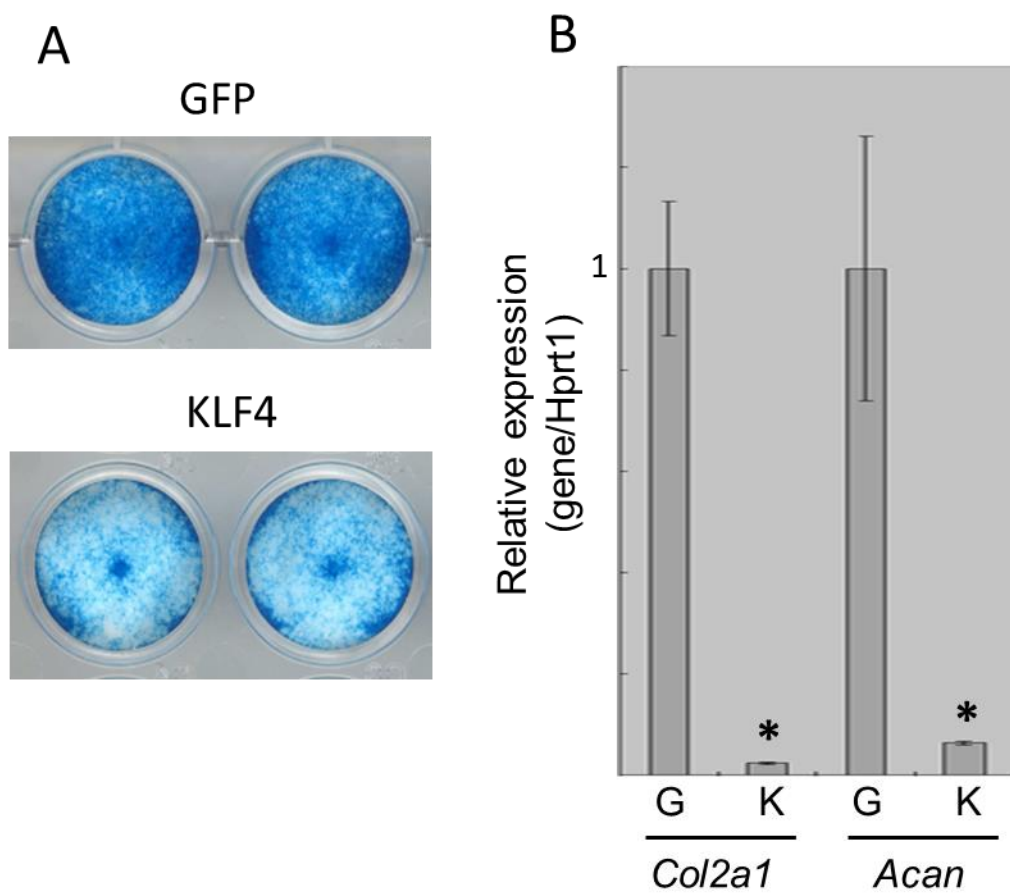 A
GFP
KLF4
B
Relative expression
(gene/Hprt1)
1
*
*
G K G K
Col2a1 Acan